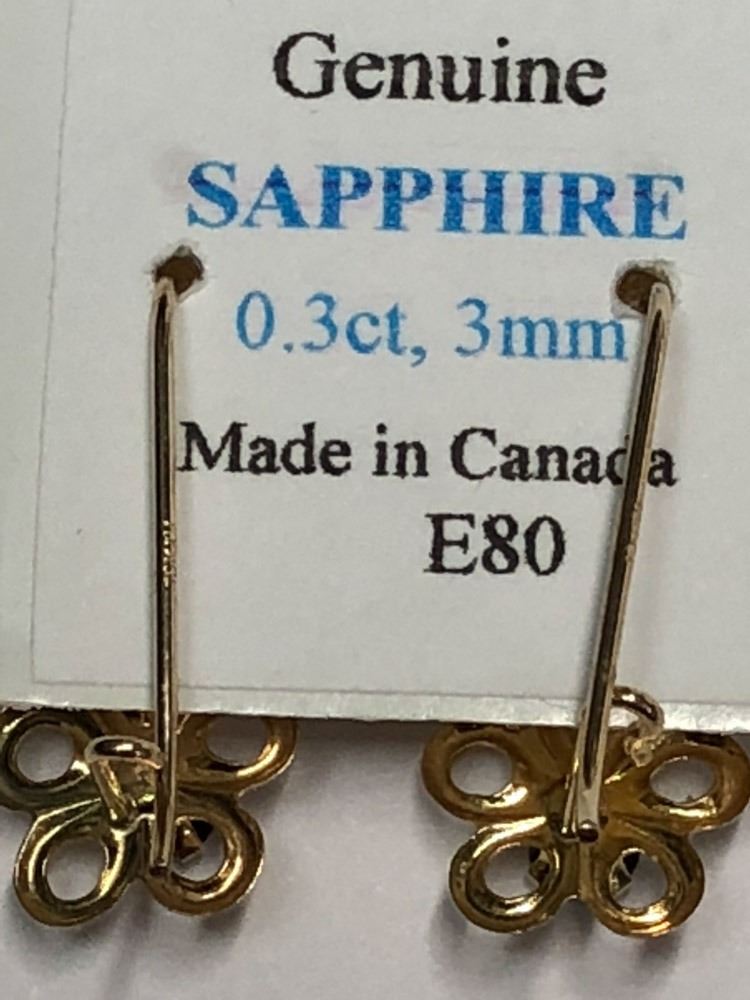 Genuine
SAPPHIRE
0.3ct, 3mm
Made in Canada
E80